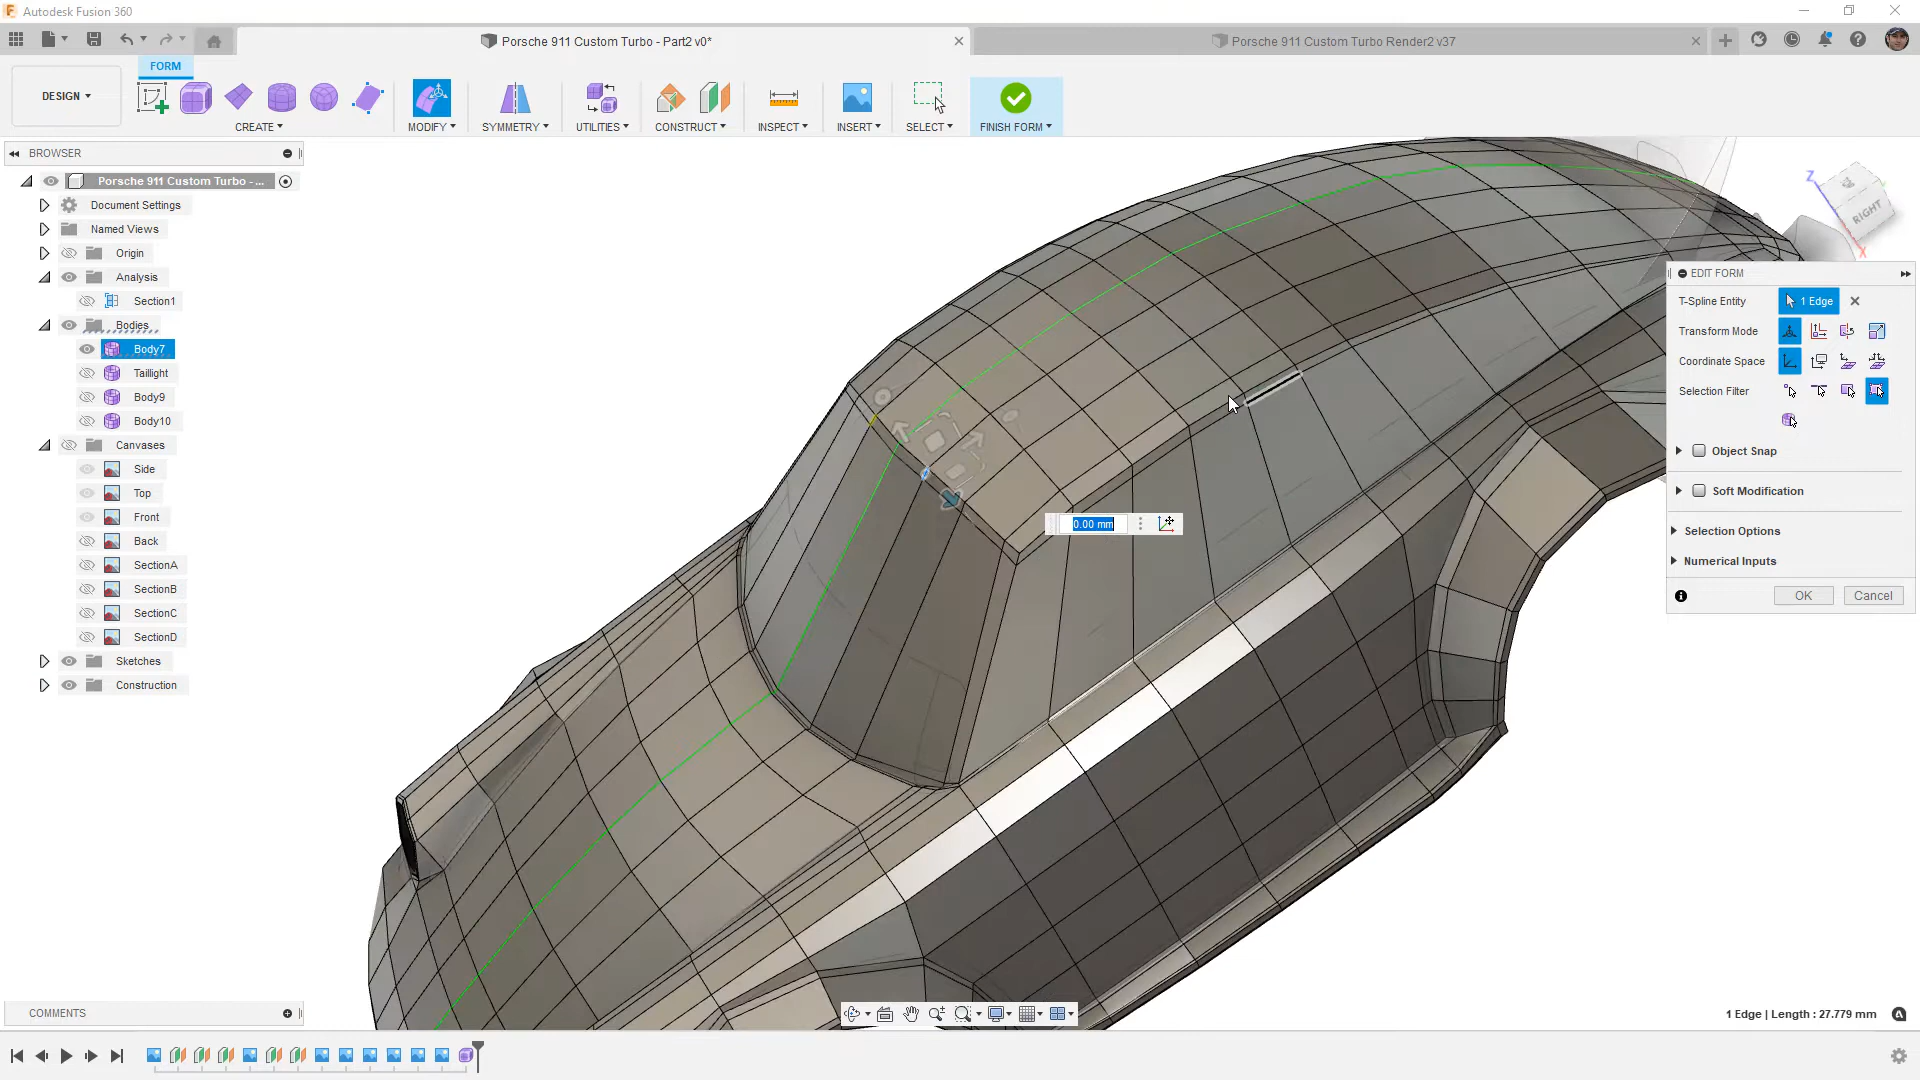 Autodesk Fusion 360
Porsche 911 Custom Turbo - Part2 v0*
Porsche 911 Custom Turbo Render2 v37
DESIGN
FORM
CREATE
MODIFY
SYMMETRY
UTILITIES
CONSTRUCT
INSPECT
INSERT
SELECT
FINISH FORM
BROWSER
Porsche 911 Custom Turbo - ...
Document Settings
Named Views
Origin
Analysis
Section1
Bodies
Body7
Taillight
Body9
Body10
Canvases
Side
Top
Front
Back
SectionA
SectionB
SectionC
SectionD
Sketches
Construction
0.00 mm
Z
RIGHT
X
EDIT FORM
T-Spline Entity
1 Edge
Transform Mode
Coordinate Space
Selection Filter
Object Snap
Soft Modification
Selection Options
Numerical Inputs
OK
Cancel
COMMENTS
1 Edge | Length : 27.779 mm